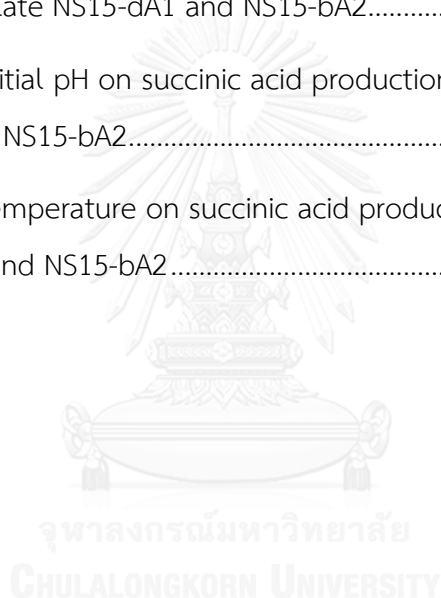 late NS15-dA1 and NS15-bA2..........
itial pH on succinic acid production
NS15-bA2.......................................
emperature on succinic acid produc
nd NS15-bA2..................................
จุฬาลงกรณ์มหาวิทยาลัย
CHULALONGKORN UNIVERSITY